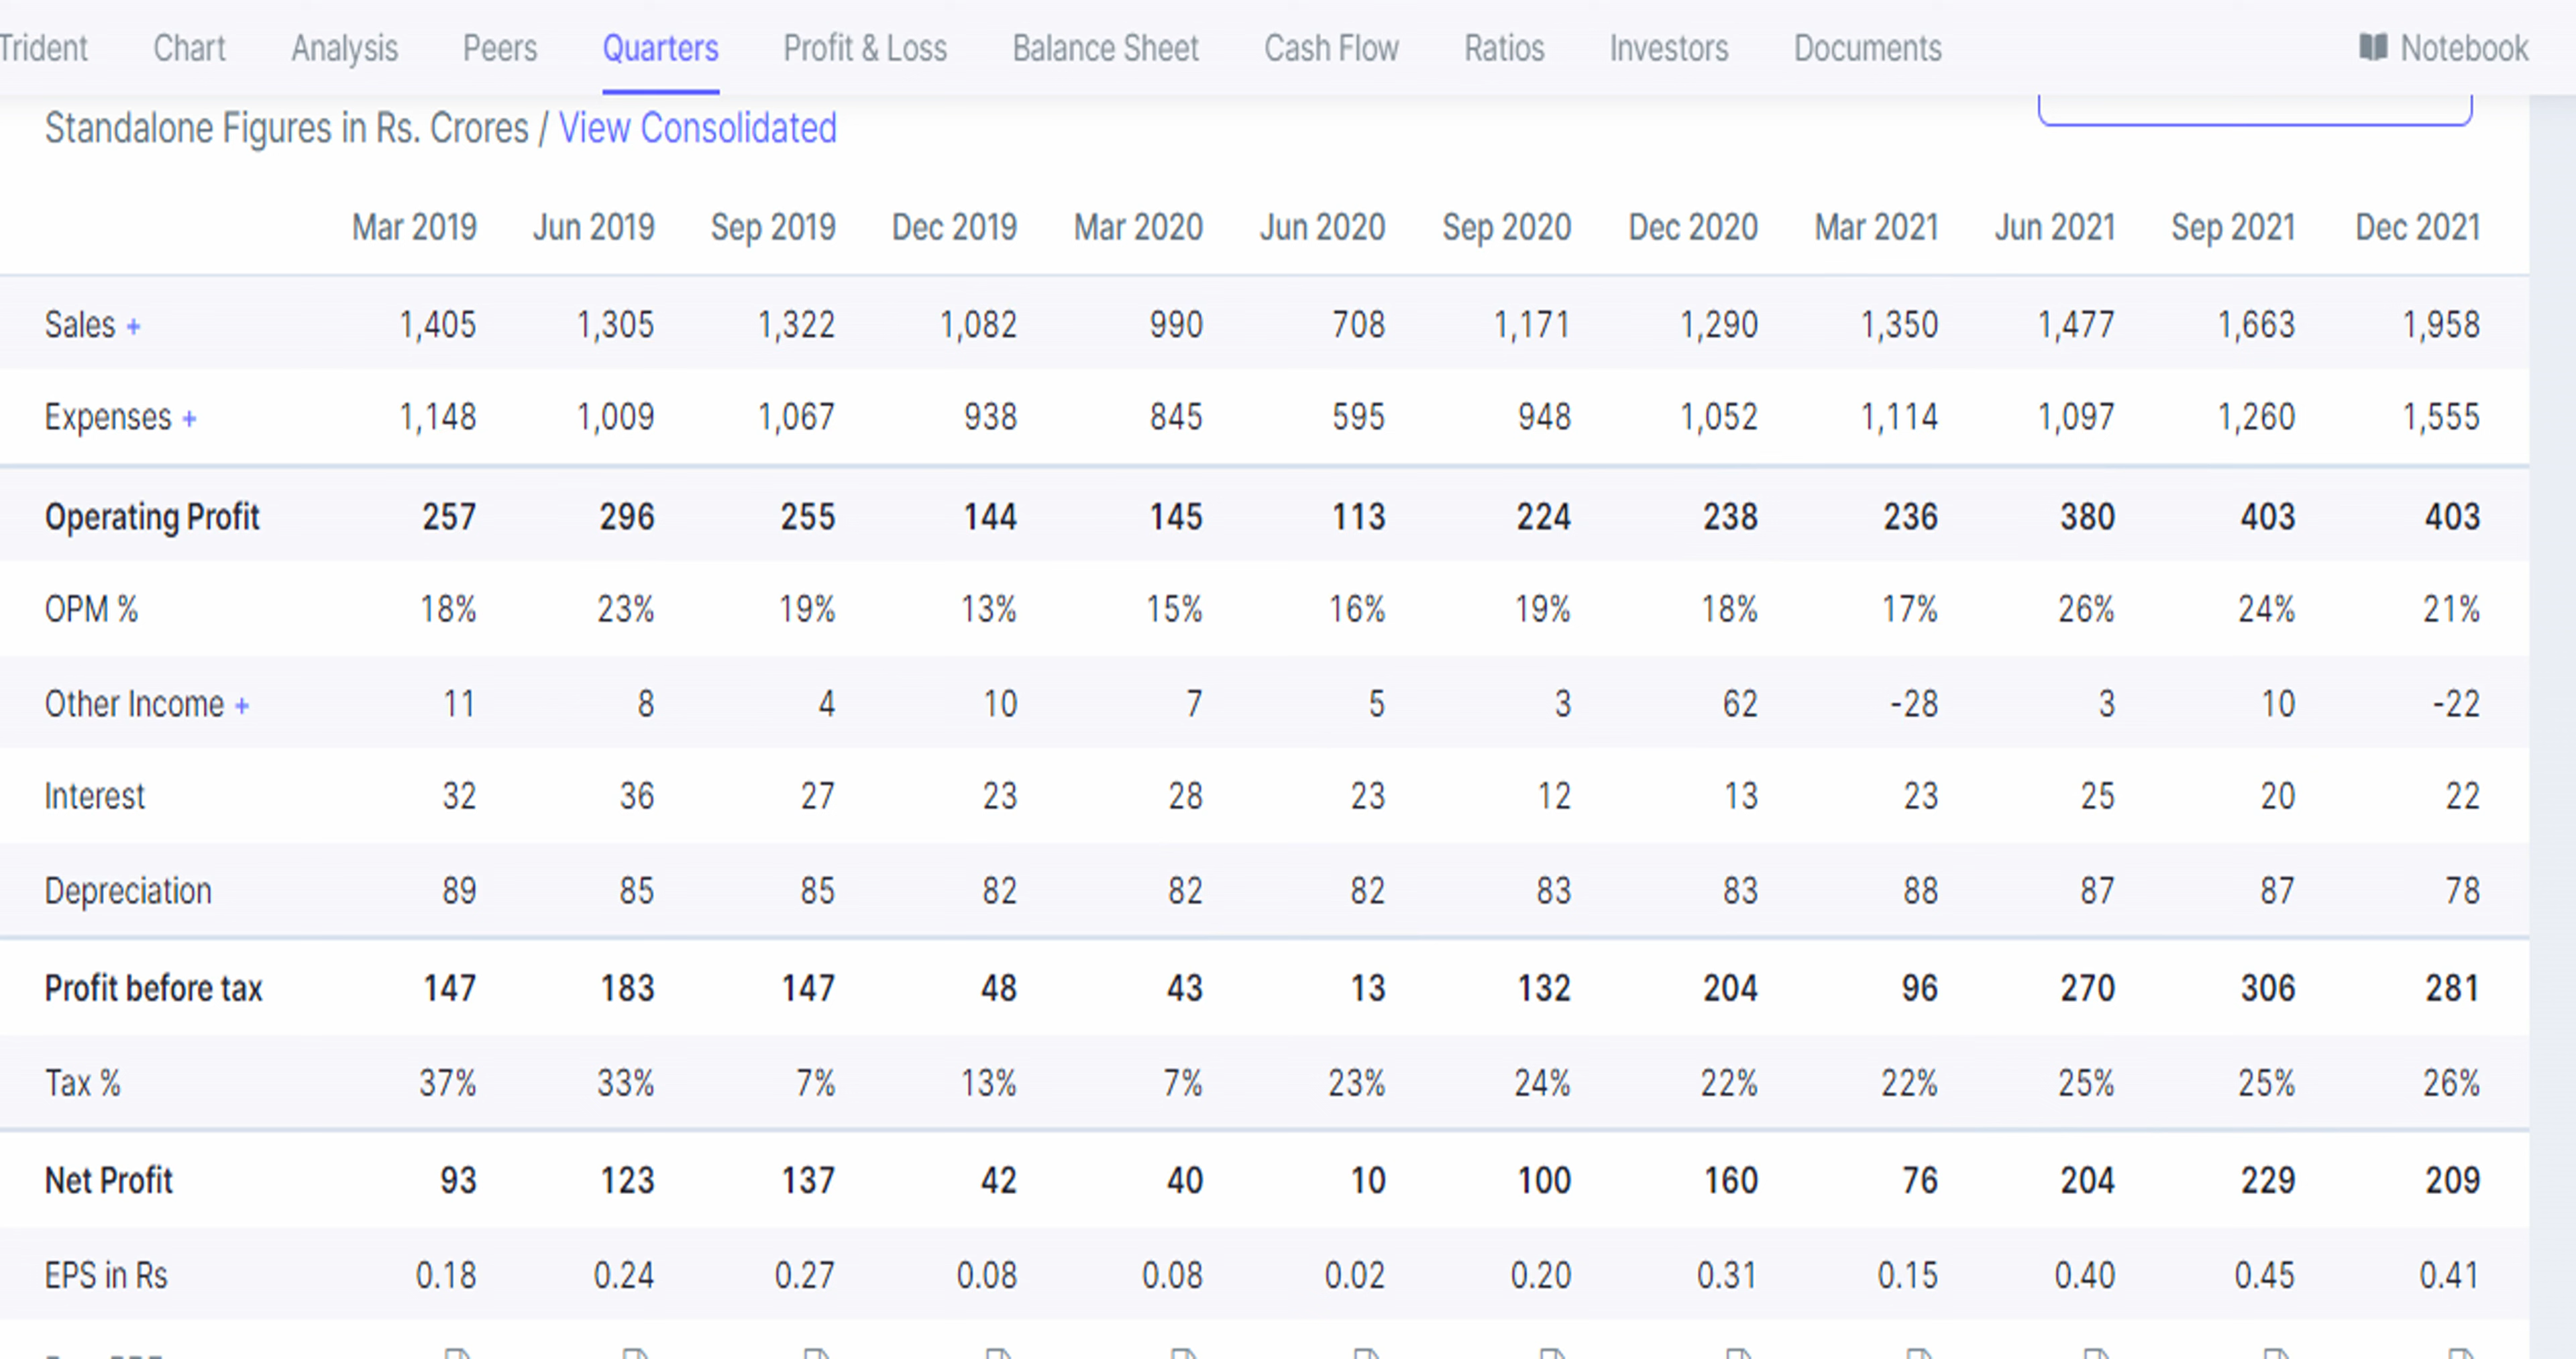 Trident Chart Analysis Peers Quarters Profit & Loss Balance Sheet Cash Flow Ratios Investors Documents Notebook
Standalone Figures in Rs. Crores / View Consolidated
Mar 2019 Jun 2019 Sep 2019 Dec 2019 Mar 2020 Jun 2020 Sep 2020 Dec 2020 Mar 2021 Jun 2021 Sep 2021 Dec 2021
Sales + 1,405 1,305 1,322 1,082 990 708 1,171 1,290 1,350 1,477 1,663 1,958
Expenses + 1,148 1,009 1,067 938 845 595 948 1,052 1,114 1,097 1,260 1,555
Operating Profit 257 296 255 144 145 113 224 238 236 380 403 403
OPM % 18% 23% 19% 13% 15% 16% 19% 18% 17% 26% 24% 21%
Other Income + 11 8 4 10 7 5 3 62 -28 3 10 -22
Interest 32 36 27 23 28 23 12 13 23 25 20 22
Depreciation 89 85 85 82 82 82 83 83 88 87 87 78
Profit before tax 147 183 147 48 43 13 132 204 96 270 306 281
Tax % 37% 33% 7% 13% 7% 23% 24% 22% 22% 25% 25% 26%
Net Profit 93 123 137 42 40 10 100 160 76 204 229 209
EPS in Rs 0.18 0.24 0.27 0.08 0.08 0.02 0.20 0.31 0.15 0.40 0.45 0.41